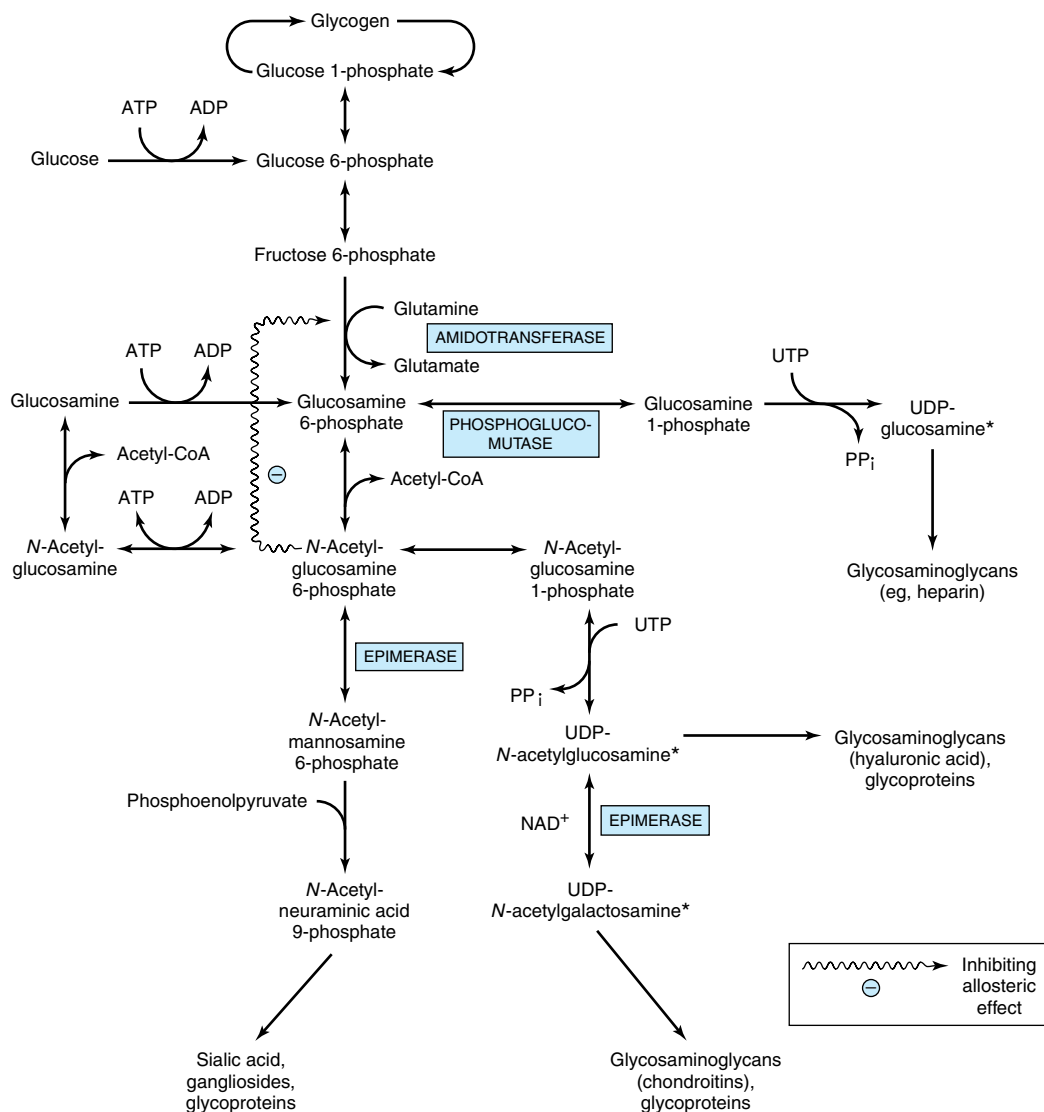 Glycogen
Glucose 1-phosphate
ATP
ADP
Glucose
Glucose 6-phosphate
Fructose 6-phosphate
Glutamine
AMIDOTRANSFERASE
Glutamate
ATP
ADP
UTP
Glucosamine
Glucosamine
6-phosphate
PHOSPHOGLUCO-
MUTASE
Glucosamine
1-phosphate
UDP-
glucosamine*
PPi
Acetyl-CoA
−
Acetyl-CoA
ATP
ADP
N-Acetyl-
glucosamine
N-Acetyl-
glucosamine
6-phosphate
N-Acetyl-
glucosamine
1-phosphate
Glycosaminoglycans
(eg, heparin)
UTP
EPIMERASE
PPi
N-Acetyl-
mannosamine
6-phosphate
UDP-
N-acetylglucosamine*
Glycosaminoglycans
(hyaluronic acid),
glycoproteins
Phosphoenolpyruvate
NAD+
EPIMERASE
N-Acetyl-
neuraminic acid
9-phosphate
UDP-
N-acetylgalactosamine*
−
Inhibiting
allosteric
effect
Sialic acid,
gangliosides,
glycoproteins
Glycosaminoglycans
(chondroitins),
glycoproteins